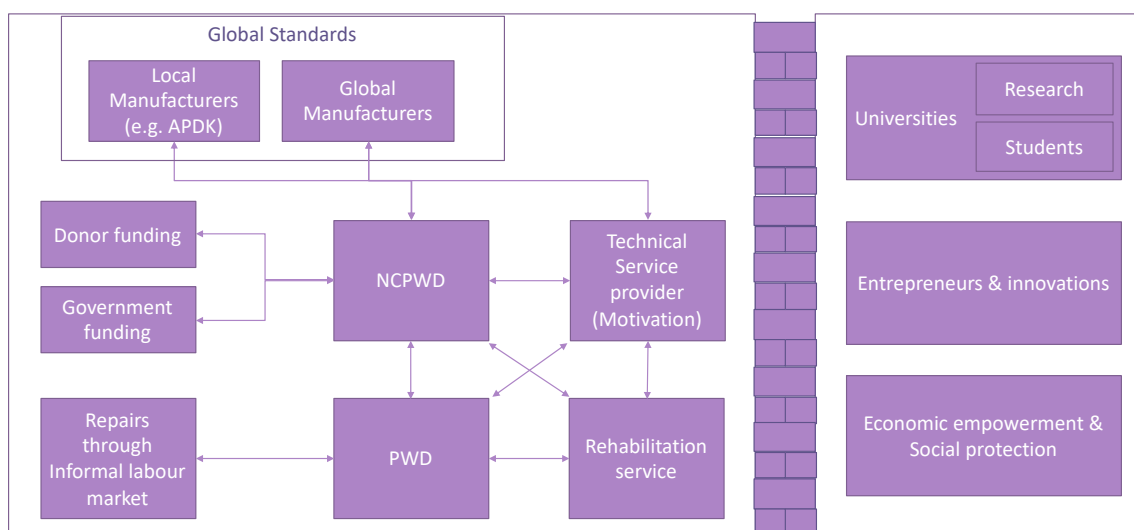 Global Standards
Local
Manufacturers
(e.g. APDK)
Global
Manufacturers
Donor funding
Government
funding
NCPWD
Technical
Service
provider
(Motivation)
Repairs
through
Informal labour
market
PWD
Rehabilitation
service
Universities
Research
Students
Entrepreneurs & innovations
Economic empowerment &
Social protection